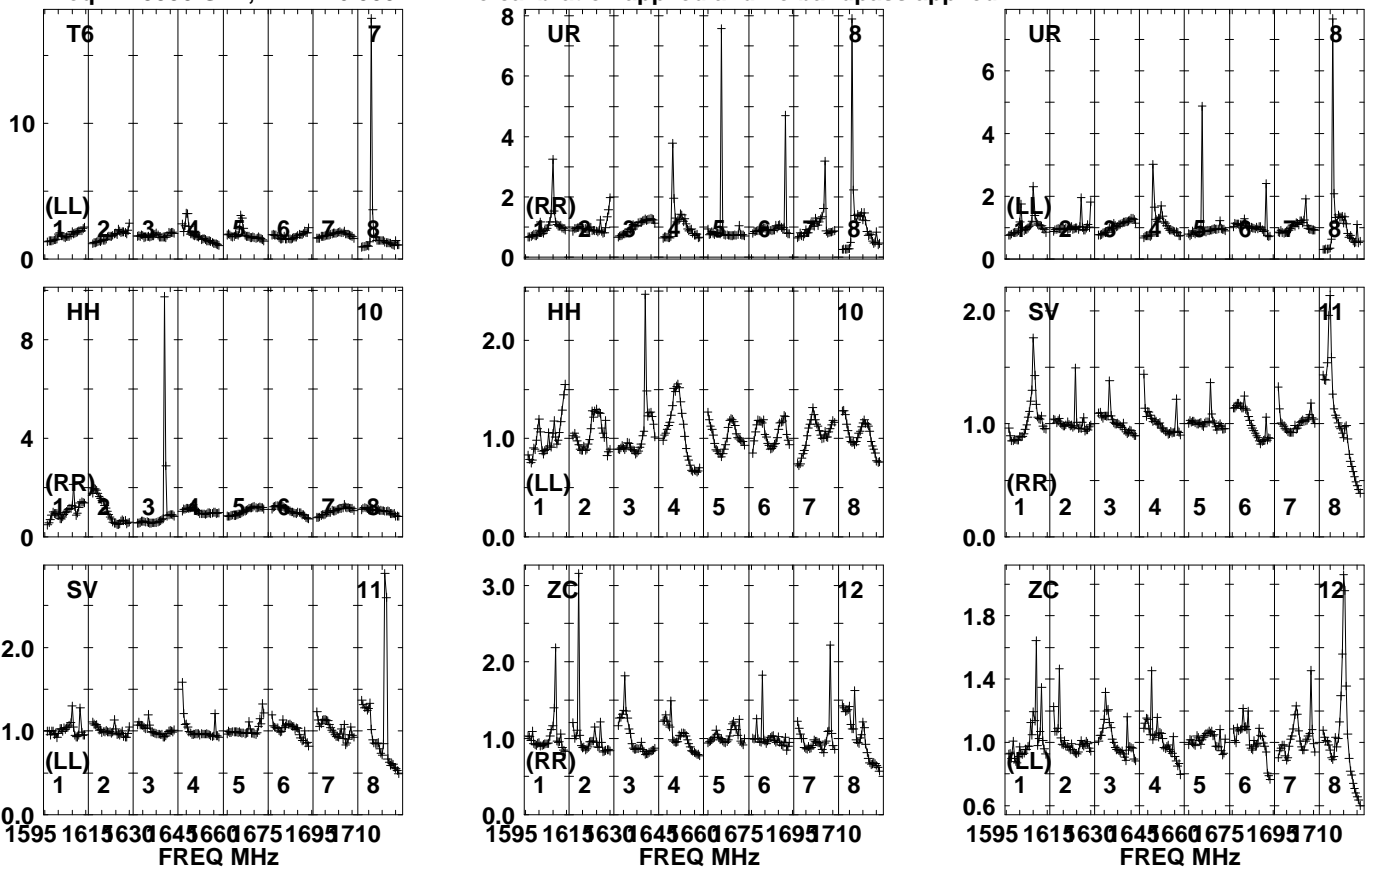 T6 7
10
0
(LL)
1 2 3 4 5 6 7 8
UR 8
8
6
4
2
0
(RR)
1 2 3 4 5 6 7 8
UR 8
6
4
2
0
(LL)
1 2 3 4 5 6 7 8
HH 10
8
4
0
(RR)
1 2 3 4 5 6 7 8
HH 10
2.0
1.0
0.0
(LL)
1 2 3 4 5 6 7 8
SV 11
2.0
1.0
0.0
(RR)
1 2 3 4 5 6 7 8
SV 11
2.0
1.0
0.0
(LL)
1 2 3 4 5 6 7 8
1595 1615 1630 1645 1660 1675 1695 1710
FREQ MHz
ZC 12
3.0
2.0
1.0
0.0
(RR)
1 2 3 4 5 6 7 8
1595 1615 1630 1645 1660 1675 1695 1710
FREQ MHz
ZC 12
1.8
1.4
1.0
0.6
(LL)
1 2 3 4 5 6 7 8
1595 1615 1630 1645 1660 1675 1695 1710
FREQ MHz